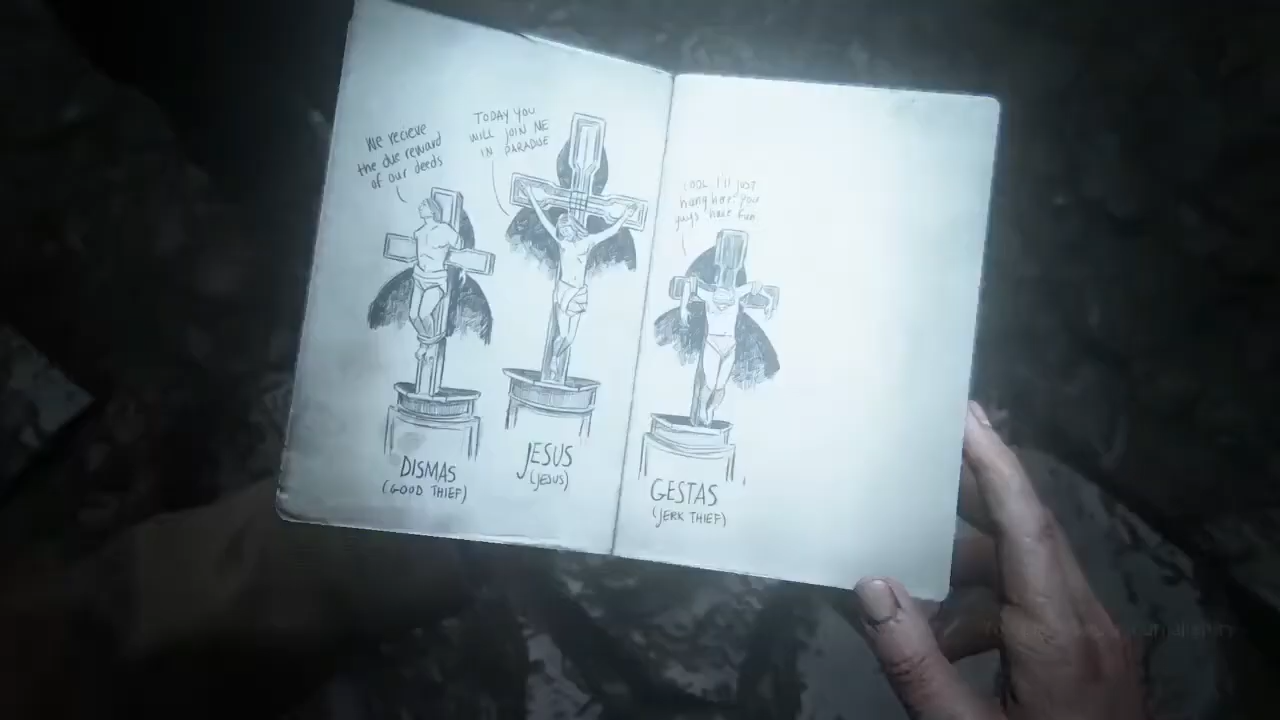 We recieve
the due reward
of our deeds
TODAY YOU
WILL JOIN ME
IN PARADISE
COOL I'll just
hang here. you
guys have fun.
DISMAS
(GOOD THIEF)
JESUS
(JESUS)
GESTAS
(JERK THIEF)